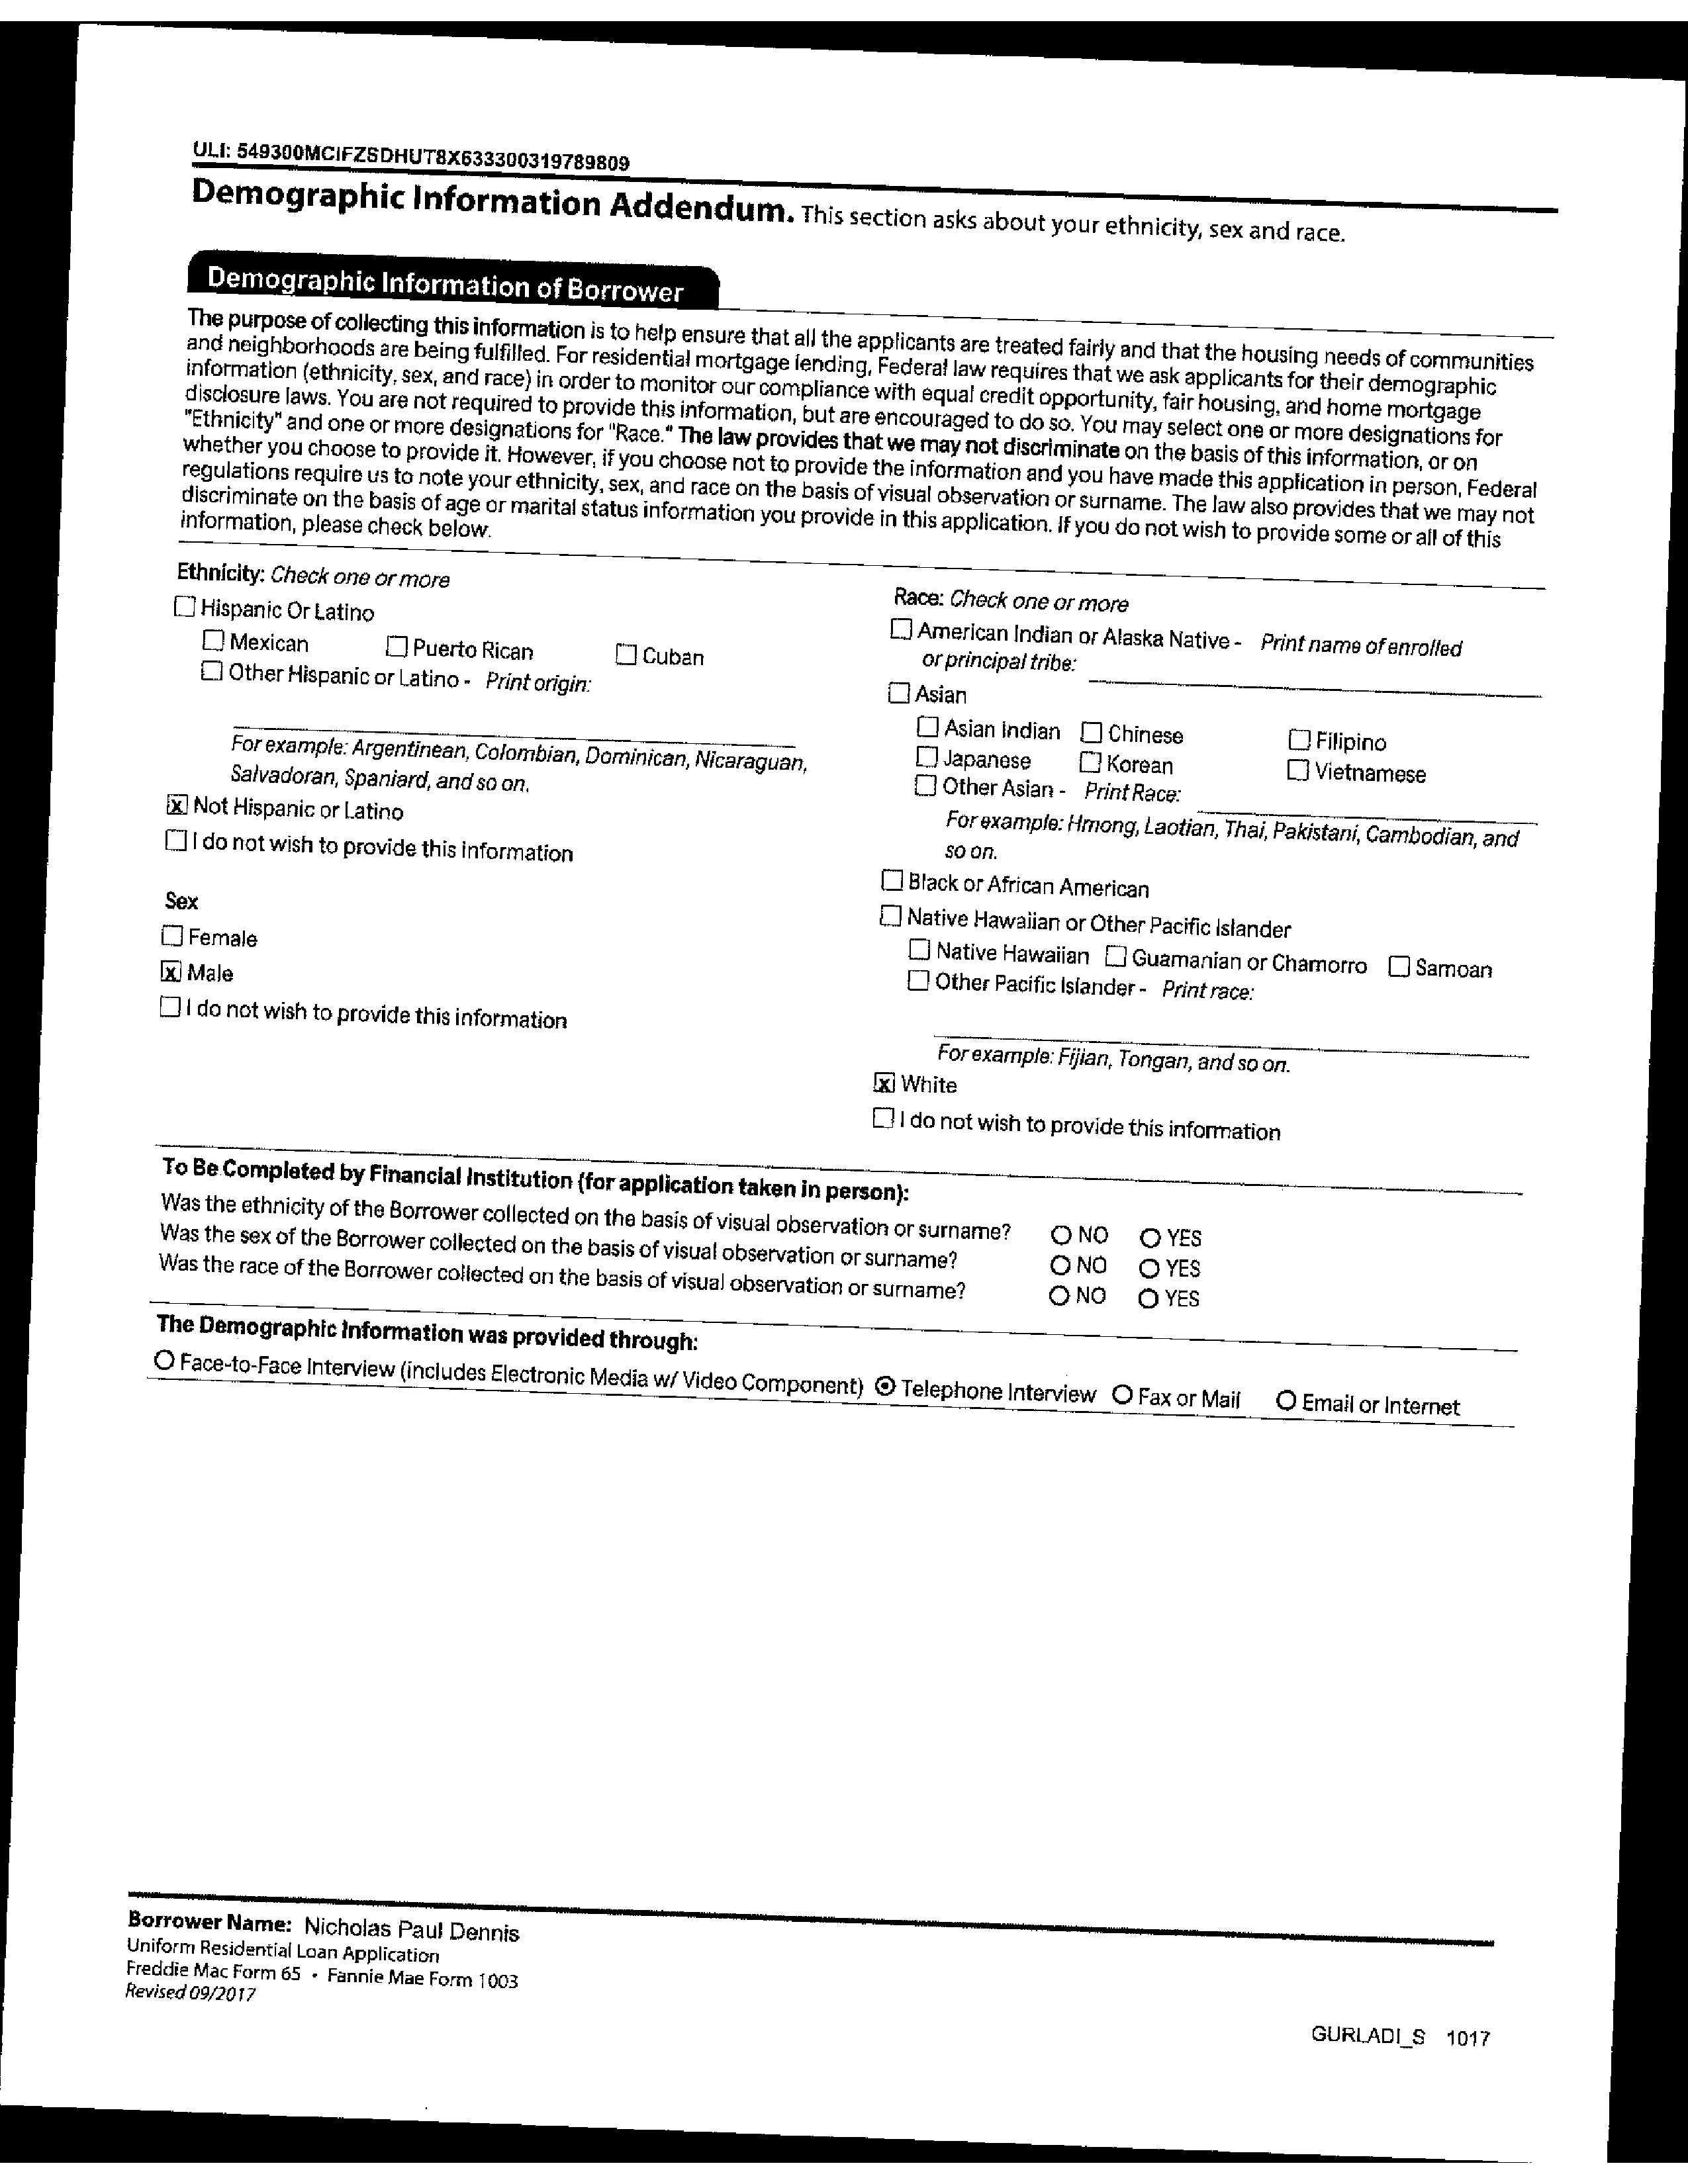 ULI: 549300MCIFZSDHUT8X633300319789809
Demographic Information Addendum. This section asks about your ethnicity, sex and race.
Demographic Information of Borrower
The purpose of collecting this information is to help ensure that all the applicants are treated fairly and that the housing needs of communities
and neighborhoods are being fulfilled. For residential mortgage lending, Federal law requires that we ask applicants for their demographic
information (ethnicity, sex, and race) in order to monitor our compliance with equal credit opportunity, fair housing, and home mortgage
disclosure laws. You are not required to provide this information, but are encouraged to do so. You may select one or more designations for
"Ethnicity" and one or more designations for "Race." The law provides that we may not discriminate on the basis of this information, or on
whether you choose to provide it. However, if you choose not to provide the information and you have made this application in person, Federal
regulations require us to note your ethnicity, sex, and race on the basis of visual observation or surname. The law also provides that we may not
discriminate on the basis of age or marital status information you provide in this application. If you do not wish to provide some or all of this
information, please check below.
Ethnicity: Check one or more
☐ Hispanic Or Latino
☐ Mexican ☐ Puerto Rican ☐ Cuban
☐ Other Hispanic or Latino - Print origin:
For example: Argentinean, Colombian, Dominican, Nicaraguan,
Salvadoran, Spaniard, and so on.
☒ Not Hispanic or Latino
☐ I do not wish to provide this information
Sex
☐ Female
☒ Male
☐ I do not wish to provide this information
Race: Check one or more
☐ American Indian or Alaska Native - Print name of enrolled
or principal tribe:
☐ Asian
☐ Asian Indian ☐ Chinese ☐ Filipino
☐ Japanese ☐ Korean ☐ Vietnamese
☐ Other Asian - Print Race:
For example: Hmong, Laotian, Thai, Pakistani, Cambodian, and
so on.
☐ Black or African American
☐ Native Hawaiian or Other Pacific Islander
☐ Native Hawaiian ☐ Guamanian or Chamorro ☐ Samoan
☐ Other Pacific Islander - Print race:
For example: Fijian, Tongan, and so on.
☒ White
☐ I do not wish to provide this information
To Be Completed by Financial Institution (for application taken in person):
Was the ethnicity of the Borrower collected on the basis of visual observation or surname? ○ NO ○ YES
Was the sex of the Borrower collected on the basis of visual observation or surname? ○ NO ○ YES
Was the race of the Borrower collected on the basis of visual observation or surname? ○ NO ○ YES
The Demographic Information was provided through:
○ Face-to-Face Interview (includes Electronic Media w/ Video Component) ◉ Telephone Interview ○ Fax or Mail ○ Email or Internet
Borrower Name: Nicholas Paul Dennis
Uniform Residential Loan Application
Freddie Mac Form 65 • Fannie Mae Form 1003
Revised 09/2017
GURLADI_S 1017